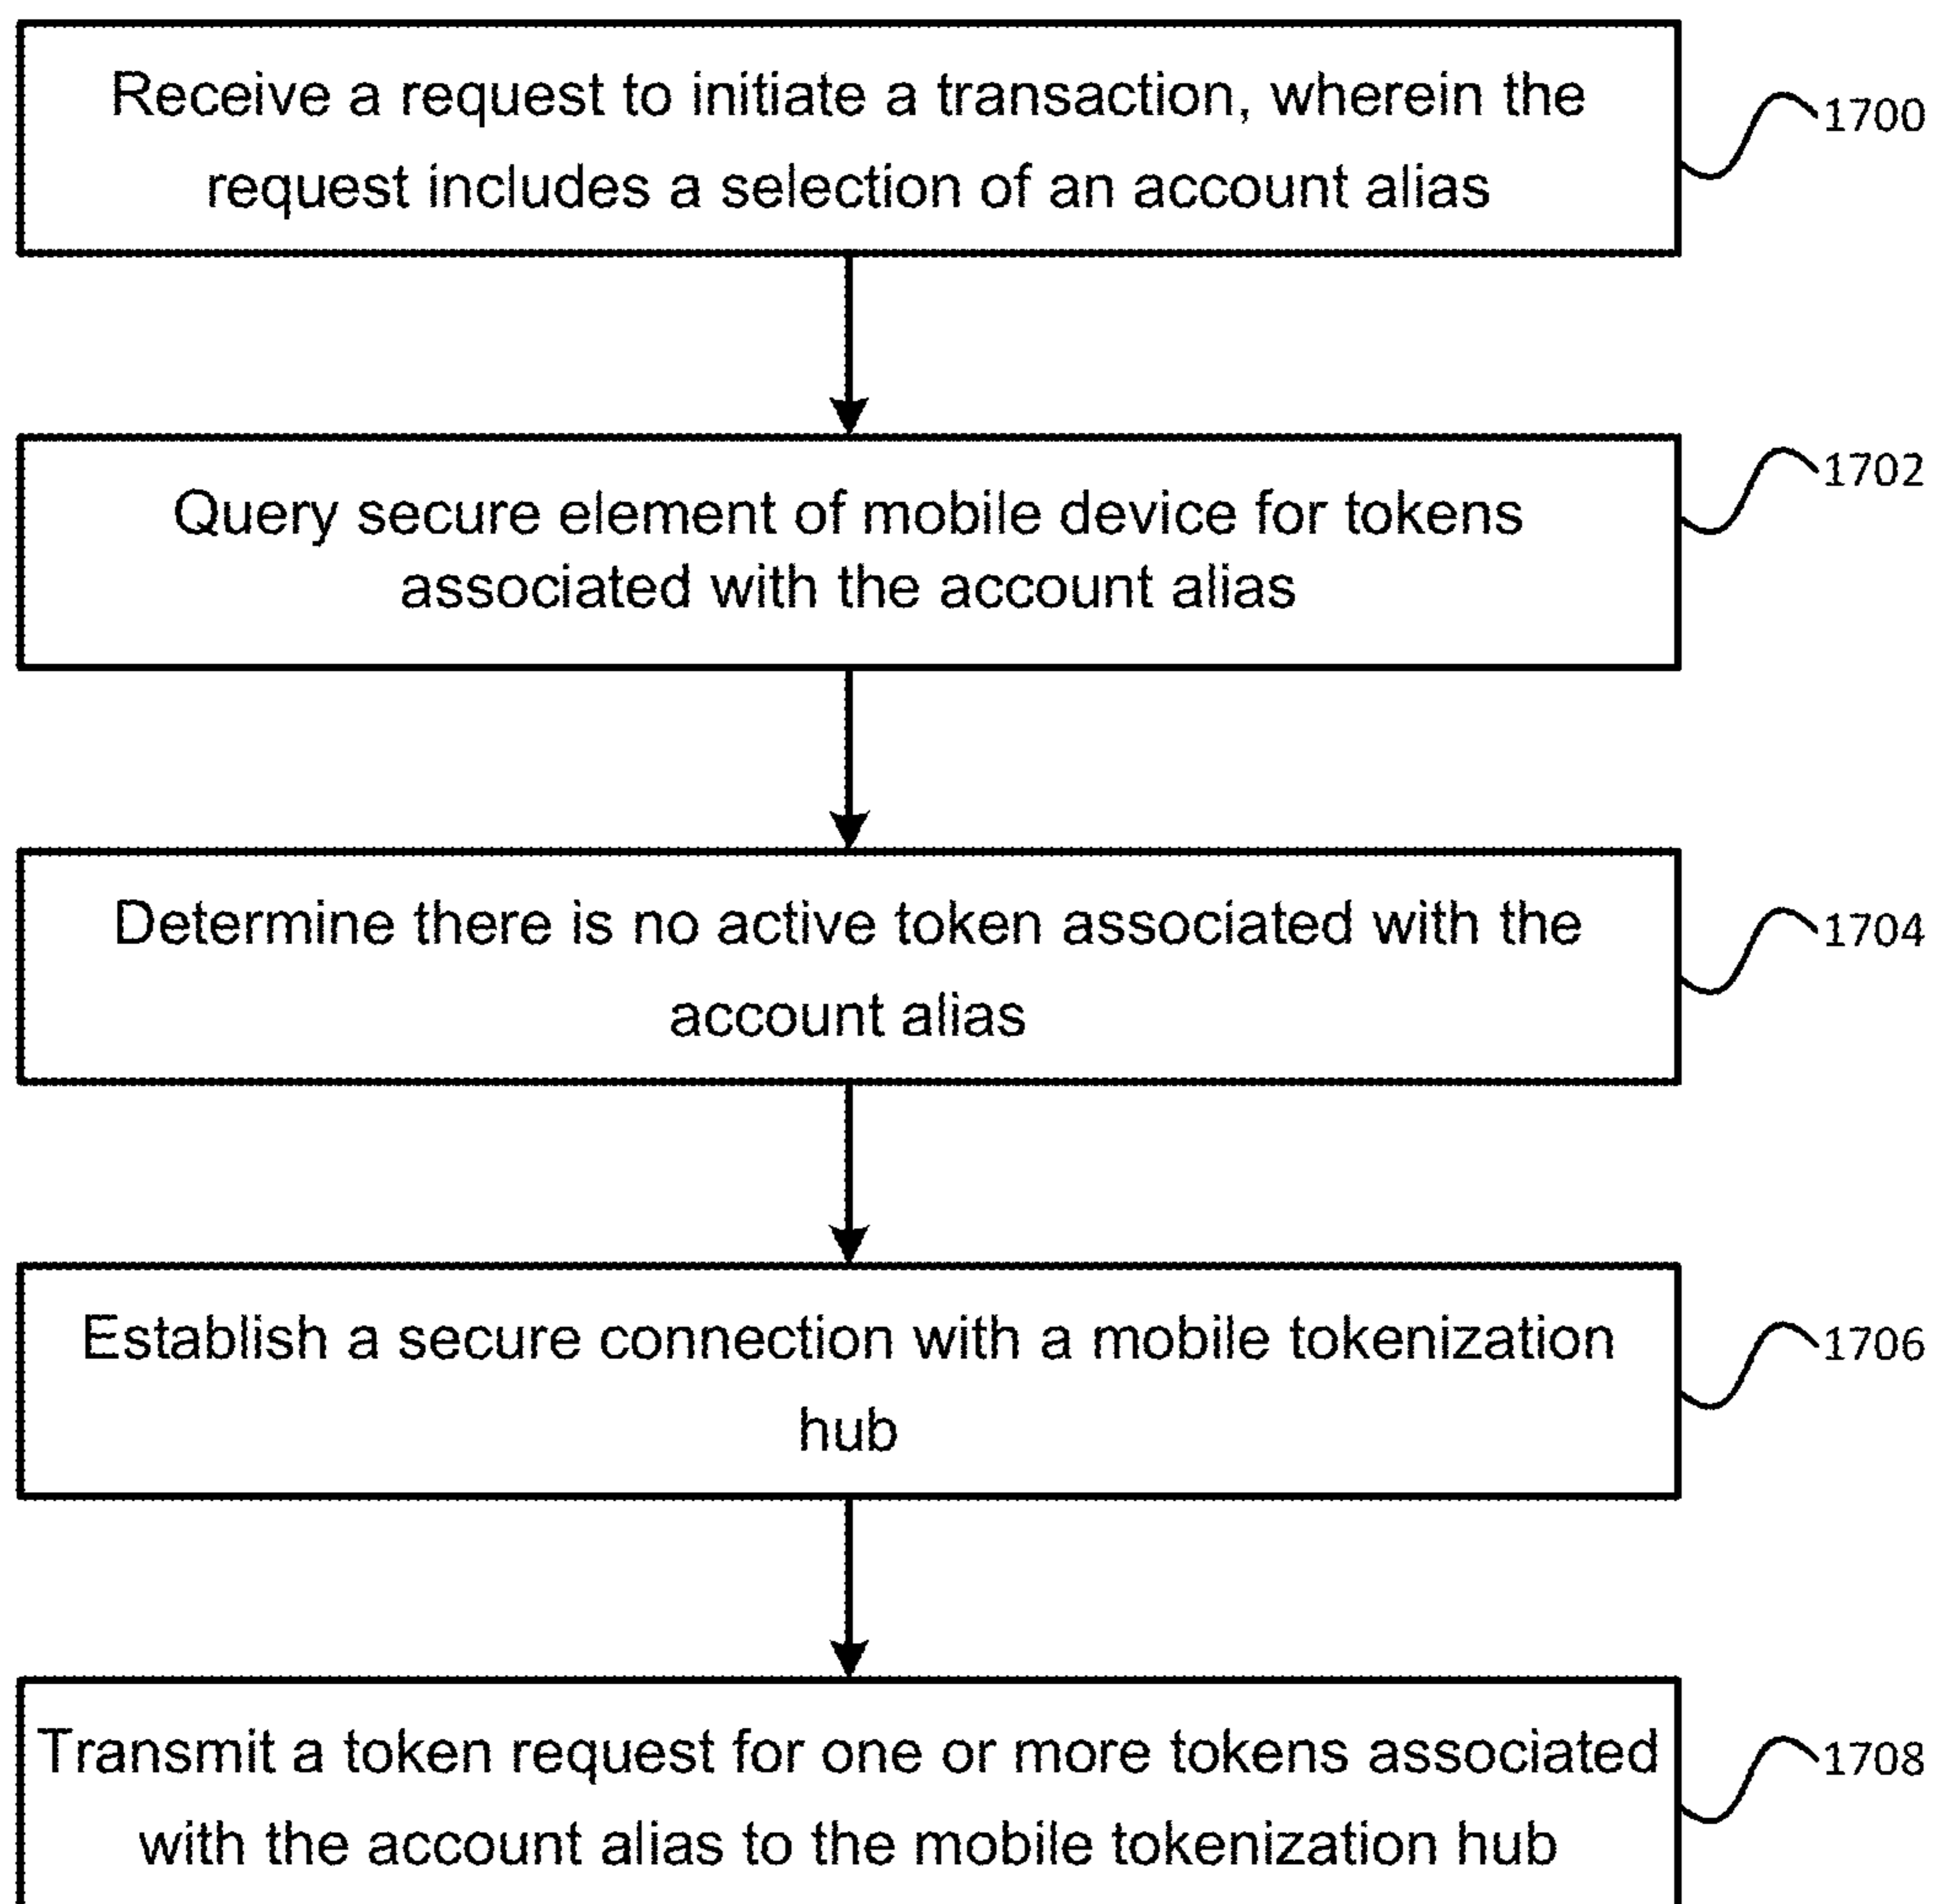 Receive a request to initiate a transaction, wherein the
request includes a selection of an account alias
1700
Query secure element of mobile device for tokens
associated with the account alias
1702
Determine there is no active token associated with the
account alias
1704
Establish a secure connection with a mobile tokenization
hub
1706
Transmit a token request for one or more tokens associated
with the account alias to the mobile tokenization hub
1708